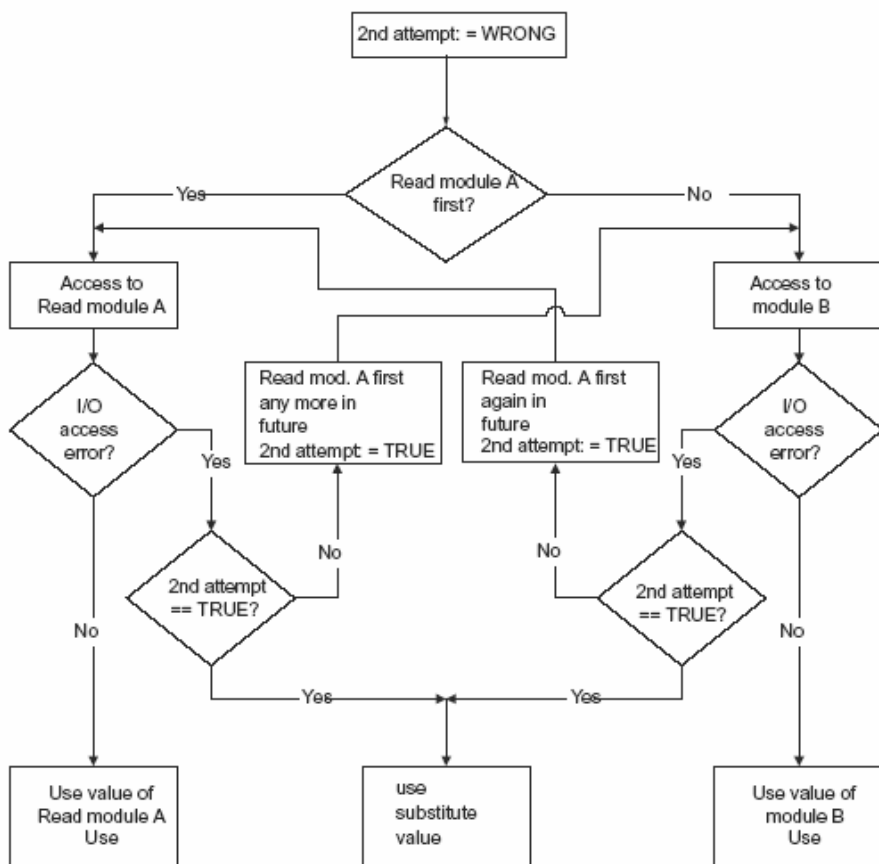 2nd attempt: = WRONG
Read module A
first?
Yes
No
Access to
Read module A
Access to
module B
I/O
access
error?
Read mod. A first
any more in
future
2nd attempt: = TRUE
Read mod. A first
again in
future
2nd attempt: = TRUE
I/O
access
error?
Yes
Yes
No
No
2nd attempt
== TRUE?
2nd attempt
== TRUE?
No
No
Yes
Yes
Use value of
Read module A
Use
use
substitute
value
Use value of
module B
Use